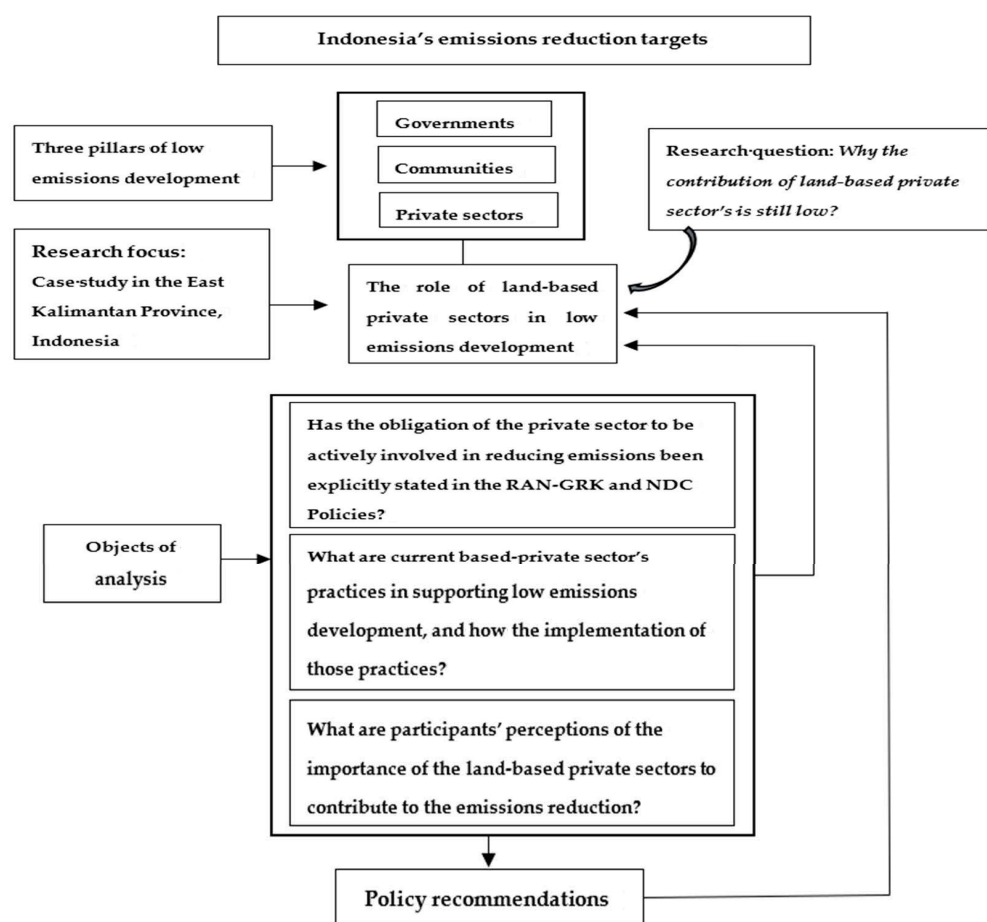 Indonesia's emissions reduction targets
Governments
Communities
Private sectors
Three pillars of low
emissions development
Research·question: Why the
contribution of land-based private
sector's is still low?
Research focus:
Case·study in the East
Kalimantan Province,
Indonesia
The role of land-based
private sectors in low
emissions development
Has the obligation of the private sector to be
actively involved in reducing emissions been
explicitly stated in the RAN-GRK and NDC
Policies?
Objects of
analysis
What are current based-private sector's
practices in supporting low emissions
development, and how the implementation of
those practices?
What are participants' perceptions of the
importance of the land-based private sectors to
contribute to the emissions reduction?
Policy recommendations